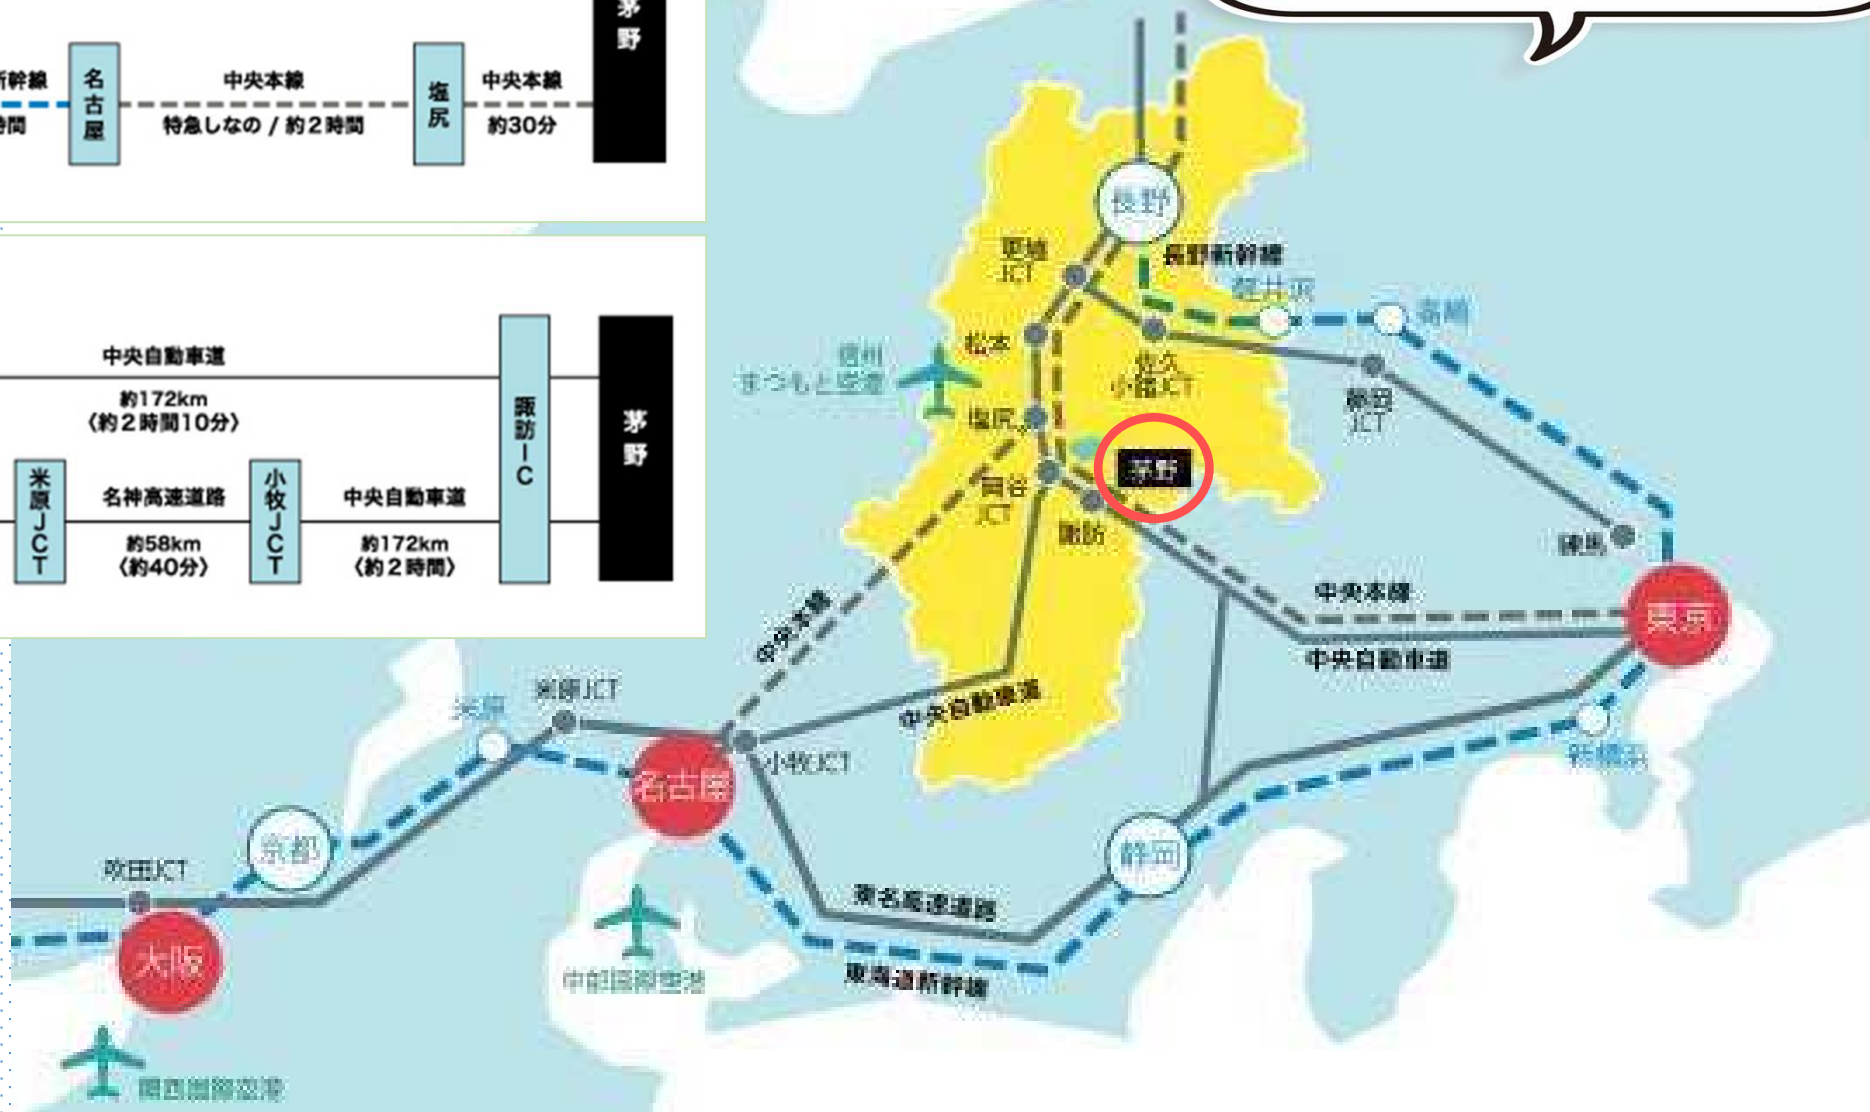 茅野
新幹線
名古屋
中央本線
塩尻
中央本線
時間
特急しなの / 約2時間
約30分
中央自動車道
約172km
〈約2時間10分〉
諏訪IC
茅野
米原JCT
名神高速道路
小牧JCT
中央自動車道
約58km
〈約40分〉
約172km
〈約2時間〉
長野
更埴
JCT
長野新幹線
軽井沢
高崎
松本
信州
まつもと空港
佐久
小諸JCT
藤岡
JCT
塩尻
茅野
岡谷
JCT
諏訪
練馬
中央本線
東京
中央自動車道
中央本線
中央自動車道
米原
米原JCT
小牧JCT
名古屋
新横浜
京都
静岡
吹田JCT
東名高速道路
大阪
中部国際空港
東海道新幹線
関西国際空港